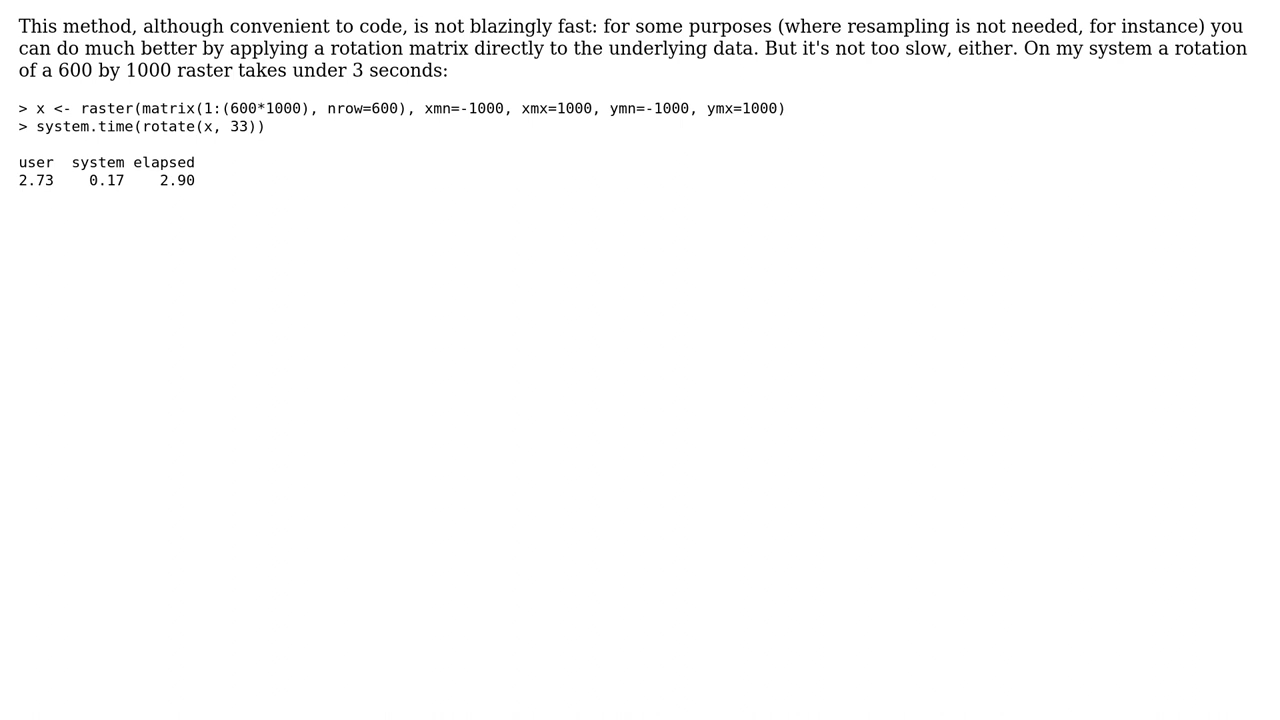 This method, although convenient to code, is not blazingly fast: for some purposes (where resampling is not needed, for instance) you
can do much better by applying a rotation matrix directly to the underlying data. But it's not too slow, either. On my system a rotation
of a 600 by 1000 raster takes under 3 seconds:
> x <- raster(matrix(1:(600*1000), nrow=600), xmn=-1000, xmx=1000, ymn=-1000, ymx=1000)
> system.time(rotate(x, 33))
user  system elapsed
2.73    0.17    2.90